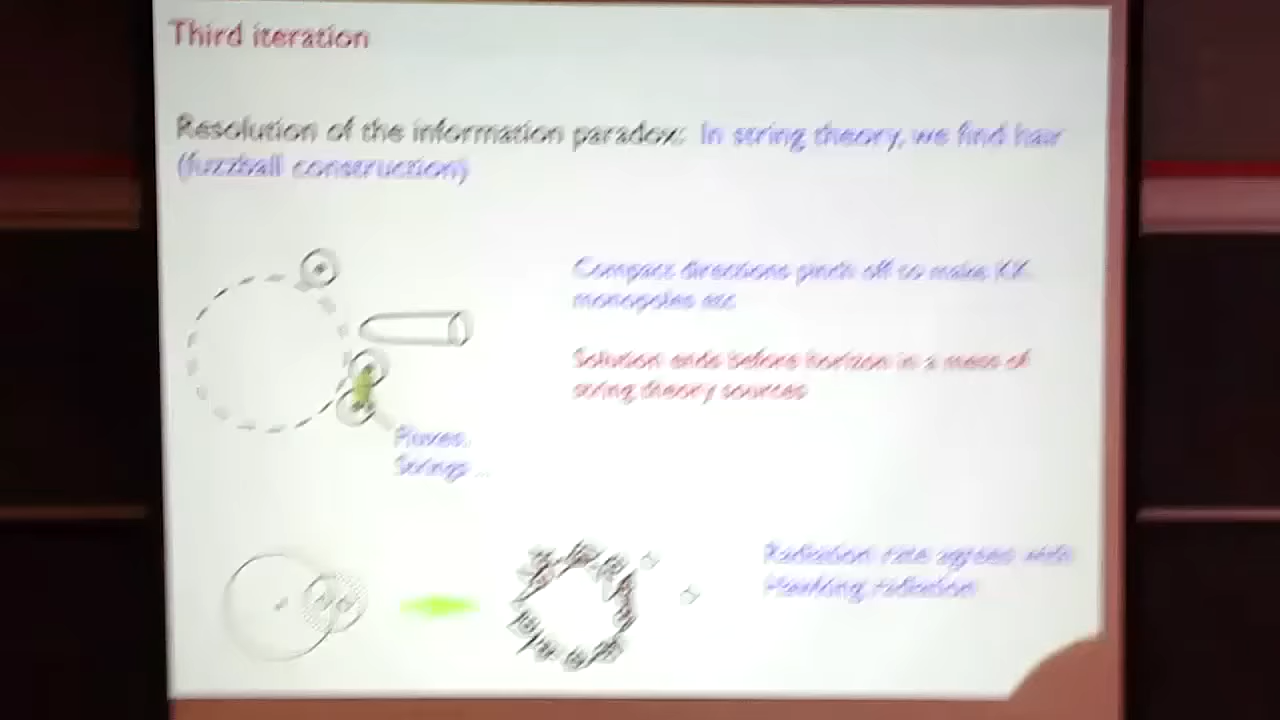 Third iteration
Resolution of the information paradox: In string theory, we find hair
(fuzzball construction)
Compact directions pinch off to make KK
monopoles etc
Solution ends before horizon in a mess of
string theory sources
Fluxes,
Strings ...
Radiation rate agrees with
Hawking radiation